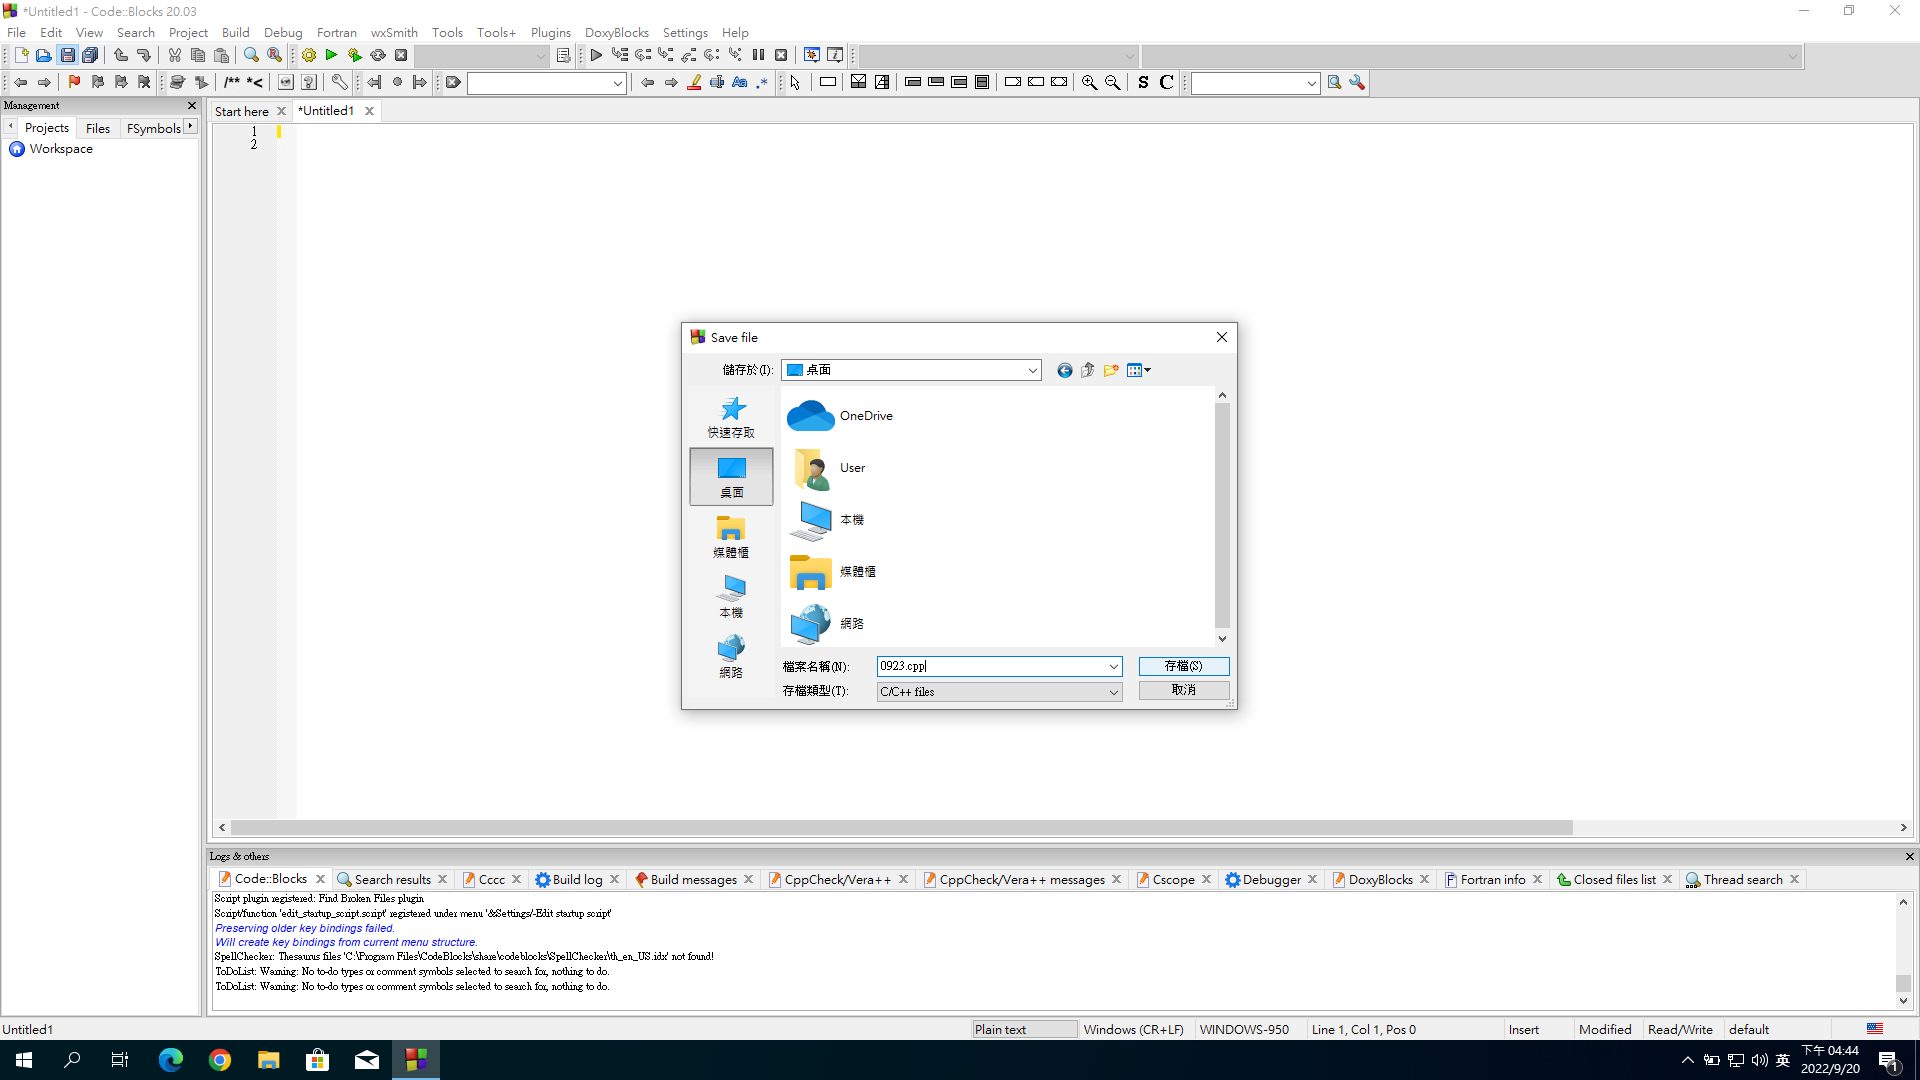 *Untitled1 - Code::Blocks 20.03
File Edit View Search Project Build Debug Fortran wxSmith Tools Tools+ Plugins DoxyBlocks Settings Help
/** *<
S C
Management
Start here *Untitled1
Projects Files FSymbols
Workspace
1
2
Save file
儲存於(I): 桌面
快速存取
桌面
媒體櫃
本機
網路
OneDrive
User
本機
媒體櫃
網路
檔案名稱(N): 0923.cpp 存檔(S)
存檔類型(T): C/C++ files 取消
Logs & others
Code::Blocks Search results Cccc Build log Build messages CppCheck/Vera++ CppCheck/Vera++ messages Cscope Debugger DoxyBlocks Fortran info Closed files list Thread search
Script plugin registered: Find Broken Files plugin
Script/function 'edit_startup_script.script' registered under menu '&Settings/-Edit startup script'
Preserving older key bindings failed.
Will create key bindings from current menu structure.
SpellChecker: Thesaurus files 'C:\Program Files\CodeBlocks\share\codeblocks\SpellChecker\th_en_US.idx' not found!
ToDoList: Warning: No to-do types or comment symbols selected to search for, nothing to do.
ToDoList: Warning: No to-do types or comment symbols selected to search for, nothing to do.
Untitled1 Plain text Windows (CR+LF) WINDOWS-950 Line 1, Col 1, Pos 0 Insert Modified Read/Write default
英 下午 04:44
2022/9/20 1